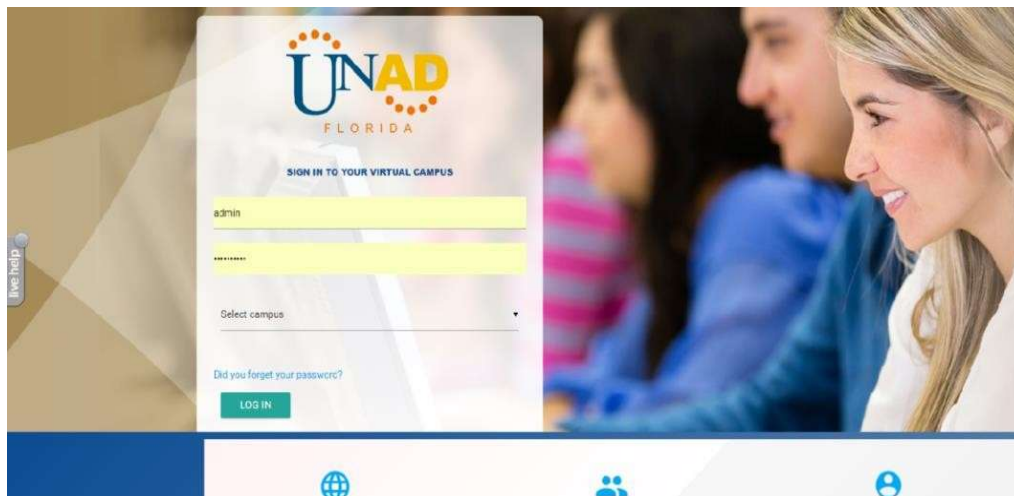 UNAD
FLORIDA
SIGN IN TO YOUR VIRTUAL CAMPUS
admin
••••••••••
live help
Select campus
Did you forget your password?
LOG IN